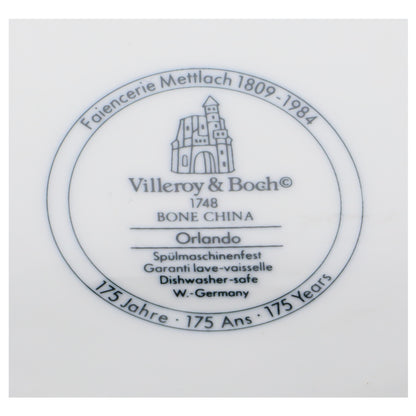 Faiencerie Mettlach 1809-1984
Villeroy & Boch©
1748
BONE CHINA
Orlando
Spülmaschinenfest
Garanti lave-vaisselle
Dishwasher-safe
W.-Germany
175 Jahre · 175 Ans · 175 Years